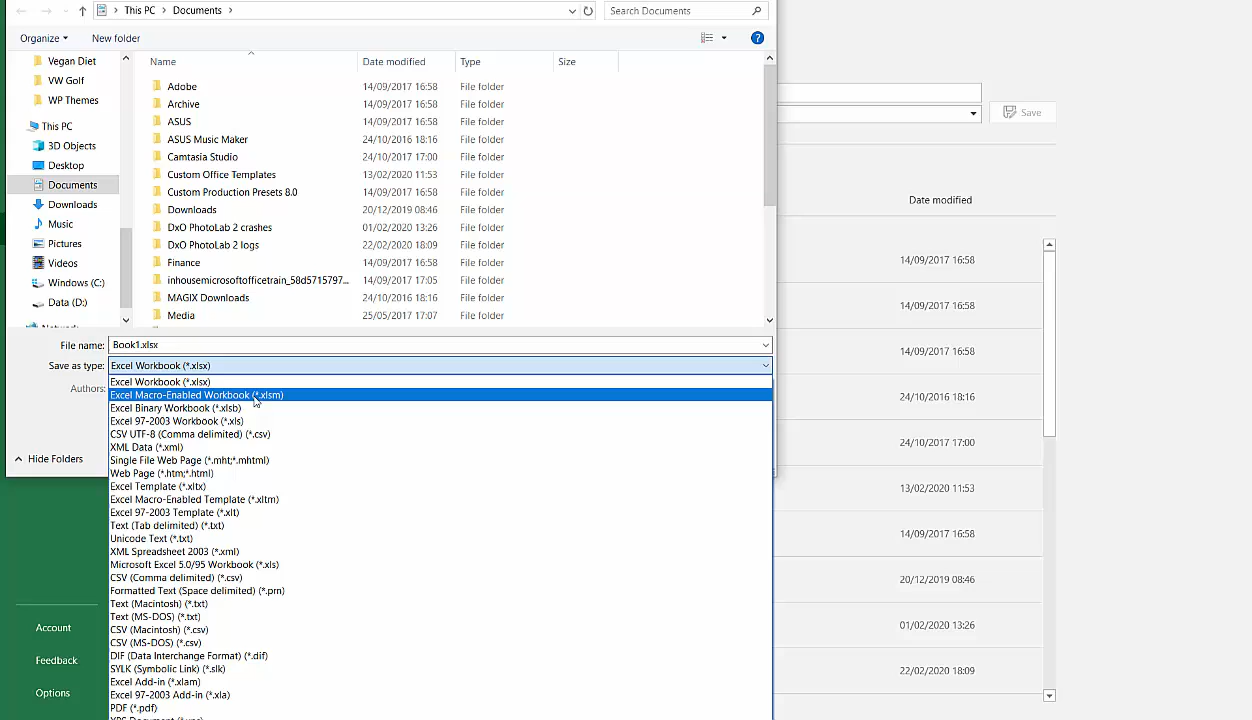 This PC > Documents >
Search Documents
Organize
New folder
?
Vegan Diet
VW Golf
WP Themes
This PC
3D Objects
Desktop
Documents
Downloads
Music
Pictures
Videos
Windows (C:)
Data (D:)
Name Date modified Type Size
Adobe 14/09/2017 16:58 File folder
Archive 14/09/2017 16:58 File folder
ASUS 14/09/2017 16:58 File folder
ASUS Music Maker 24/10/2016 18:16 File folder
Camtasia Studio 24/10/2017 17:00 File folder
Custom Office Templates 13/02/2020 11:53 File folder
Custom Production Presets 8.0 14/09/2017 16:58 File folder
Downloads 20/12/2019 08:46 File folder
DxO PhotoLab 2 crashes 01/02/2020 13:26 File folder
DxO PhotoLab 2 logs 22/02/2020 18:09 File folder
Finance 14/09/2017 16:58 File folder
inhousemicrosoftofficetrain_58d5715797... 14/09/2017 17:05 File folder
MAGIX Downloads 24/10/2016 18:16 File folder
Media 25/05/2017 17:07 File folder
File name: Book1.xlsx
Save as type: Excel Workbook (*.xlsx)
Authors:
Hide Folders
Excel Workbook (*.xlsx)
Excel Macro-Enabled Workbook (*.xlsm)
Excel Binary Workbook (*.xlsb)
Excel 97-2003 Workbook (*.xls)
CSV UTF-8 (Comma delimited) (*.csv)
XML Data (*.xml)
Single File Web Page (*.mht;*.mhtml)
Web Page (*.htm;*.html)
Excel Template (*.xltx)
Excel Macro-Enabled Template (*.xltm)
Excel 97-2003 Template (*.xlt)
Text (Tab delimited) (*.txt)
Unicode Text (*.txt)
XML Spreadsheet 2003 (*.xml)
Microsoft Excel 5.0/95 Workbook (*.xls)
CSV (Comma delimited) (*.csv)
Formatted Text (Space delimited) (*.prn)
Text (Macintosh) (*.txt)
Text (MS-DOS) (*.txt)
CSV (Macintosh) (*.csv)
CSV (MS-DOS) (*.csv)
DIF (Data Interchange Format) (*.dif)
SYLK (Symbolic Link) (*.slk)
Excel Add-in (*.xlam)
Excel 97-2003 Add-in (*.xla)
PDF (*.pdf)
Account
Feedback
Options
Save
Date modified
14/09/2017 16:58
14/09/2017 16:58
14/09/2017 16:58
24/10/2016 18:16
24/10/2017 17:00
13/02/2020 11:53
14/09/2017 16:58
20/12/2019 08:46
01/02/2020 13:26
22/02/2020 18:09